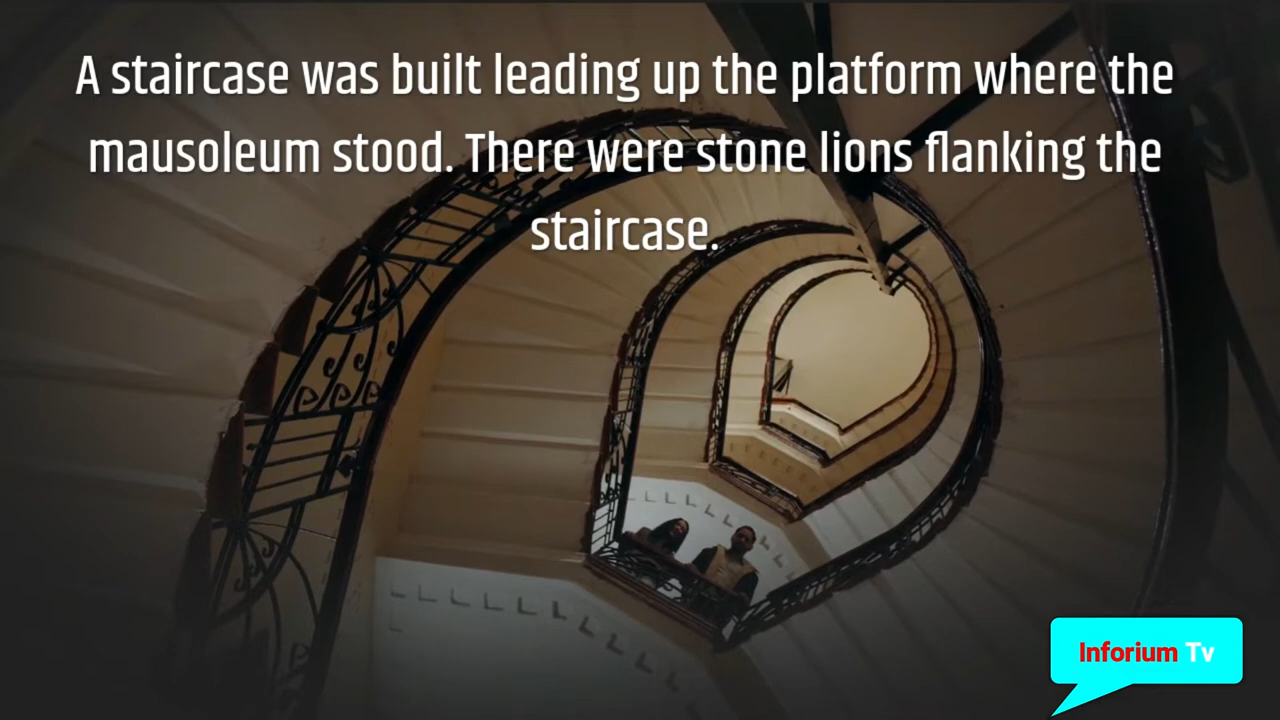 A staircase was built leading up the platform where the
mausoleum stood. There were stone lions flanking the
staircase.
Inforium Tv